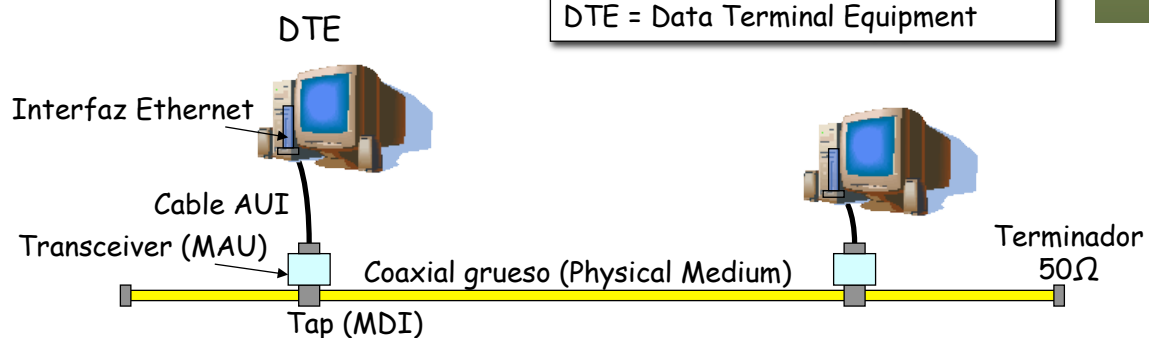 DTE = Data Terminal Equipment
DTE
Interfaz Ethernet
Cable AUI
Transceiver (MAU)
Coaxial grueso (Physical Medium)
Terminador
50Ω
Tap (MDI)